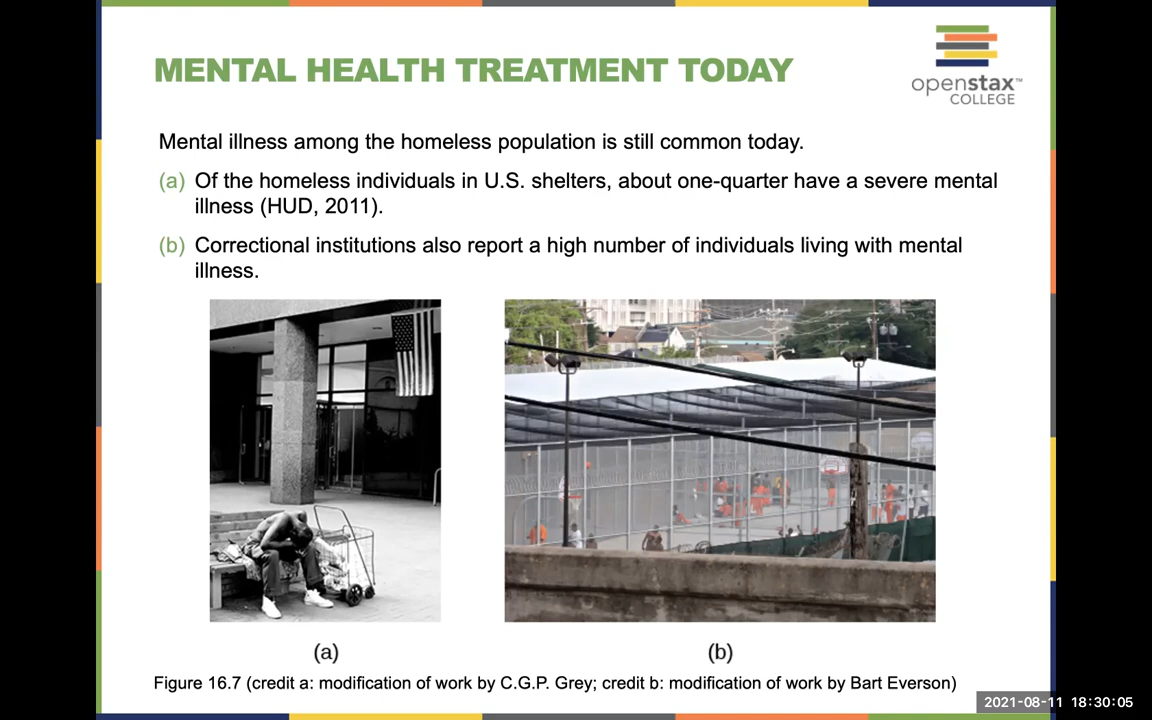 MENTAL HEALTH TREATMENT TODAY
openstax™
COLLEGE
Mental illness among the homeless population is still common today.
(a) Of the homeless individuals in U.S. shelters, about one-quarter have a severe mental
illness (HUD, 2011).
(b) Correctional institutions also report a high number of individuals living with mental
illness.
(a)
(b)
Figure 16.7 (credit a: modification of work by C.G.P. Grey; credit b: modification of work by Bart Everson)
2021-08-11 18:30:05